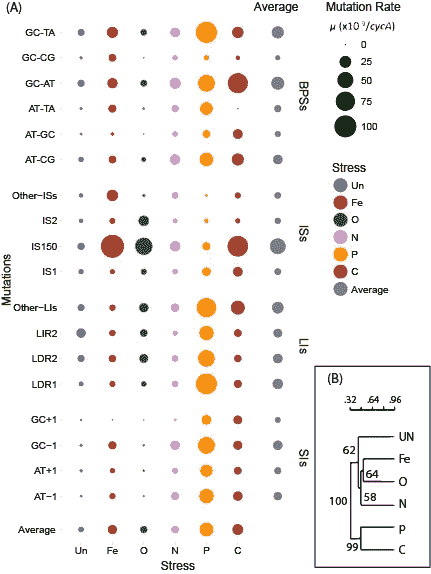 (A)
Average
Mutation Rate
μ (x10⁻⁹/cycA)
0
25
50
75
100
Mutations
GC-TA
GC-CG
GC-AT
AT-TA
AT-GC
AT-CG
BPSs
Other-ISs
IS2
IS150
IS1
ISs
Other-LIs
LIR2
LDR2
LDR1
LIs
GC+1
GC−1
AT+1
AT−1
SIs
Average
Un Fe O N P C
Stress
Stress
Un
Fe
O
N
P
C
Average
(B)
.32 .64 .96
UN
62
Fe
64
O
58
N
100
p
99
C